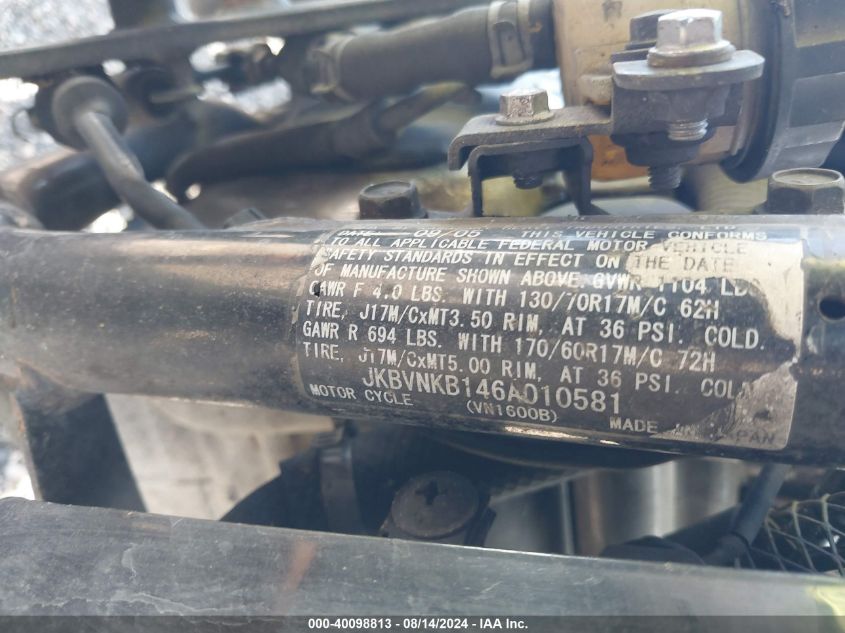 DATE 09/05 THIS VEHICLE CONFORMS
TO ALL APPLICABLE FEDERAL MOTOR VEHICLE
SAFETY STANDARDS IN EFFECT ON THE DATE
OF MANUFACTURE SHOWN ABOVE. GVWR 1104
GAWR F 4.0 LBS. WITH 130/70R17M/C 62H
TIRE, J17M/CxMT3.50 RIM, AT 36 PSI. COLD.
GAWR R 694 LBS. WITH 170/60R17M/C 72H
TIRE, J17M/CxMT5.00 RIM, AT 36 PSI.
JKBVNKB146A010581
MOTOR CYCLE (VN1600B) MADE
000-40098813 - 08/14/2024 - IAA Inc.